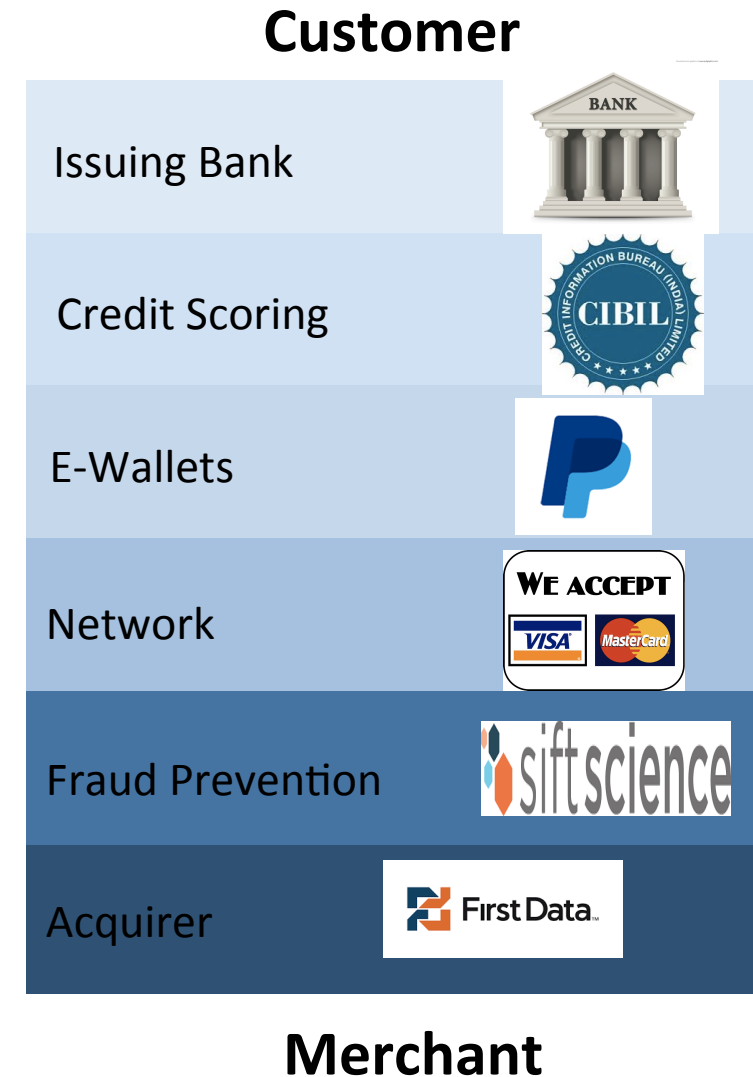 Customer
Issuing Bank
BANK
Credit Scoring
CREDIT INFORMATION BUREAU (INDIA) LIMITED
CIBIL
E-Wallets
Network
WE ACCEPT
VISA
MasterCard
Fraud Prevention
siftscience
Acquirer
First Data
Merchant